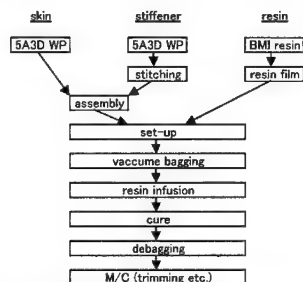 skin stiffener resin
5A3D WP 5A3D WP BMI resin
stitching resin film
assembly
set-up
vaccume bagging
resin infusion
cure
debagging
M/C (trimming etc.)